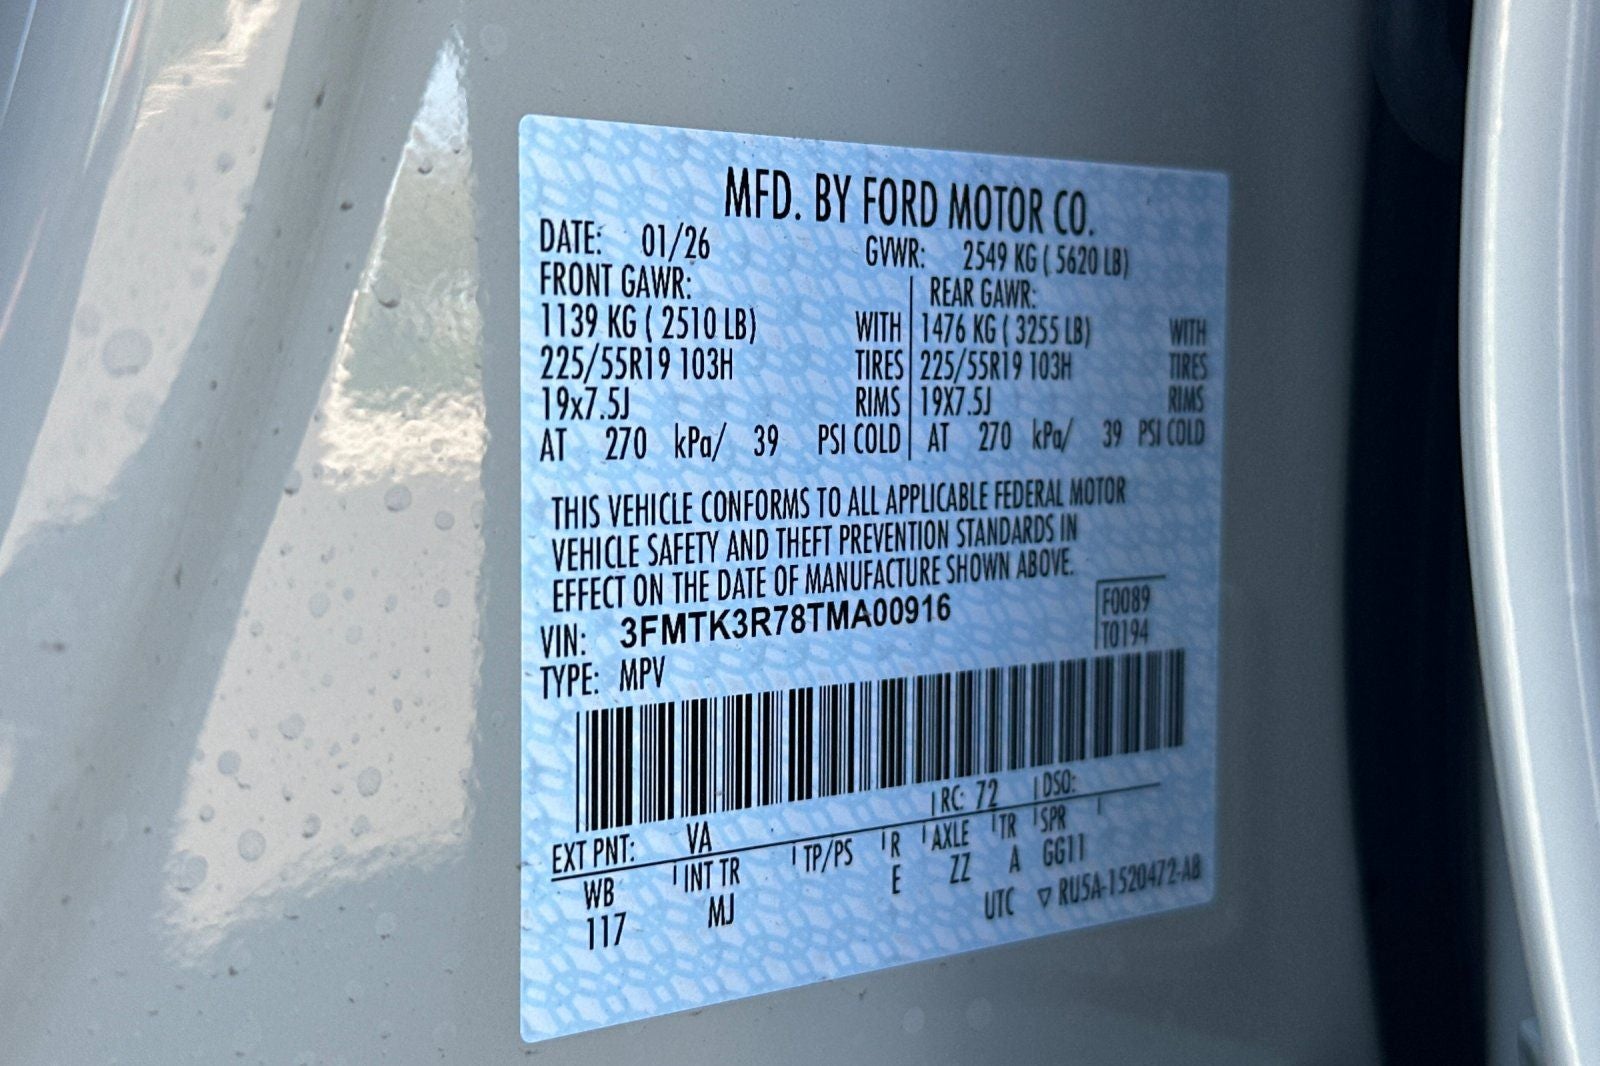 MFD. BY FORD MOTOR CO.
DATE: 01/26 GVWR: 2549 KG ( 5620 LB)
FRONT GAWR: REAR GAWR:
1139 KG ( 2510 LB) WITH 1476 KG ( 3255 LB) WITH
225/55R19 103H TIRES 225/55R19 103H TIRES
19x7.5J RIMS 19X7.5J RIMS
AT 270 kPa/ 39 PSI COLD AT 270 kPa/ 39 PSI COLD
THIS VEHICLE CONFORMS TO ALL APPLICABLE FEDERAL MOTOR
VEHICLE SAFETY AND THEFT PREVENTION STANDARDS IN
EFFECT ON THE DATE OF MANUFACTURE SHOWN ABOVE.
VIN: 3FMTK3R78TMA00916 F0089
TYPE: MPV T0194
EXT PNT: VA RC: 72 DSO:
WB INT TR TP/PS R AXLE TR SPR
117 MJ E ZZ A GG11
UTC ▽ RU5A-1520472-AB